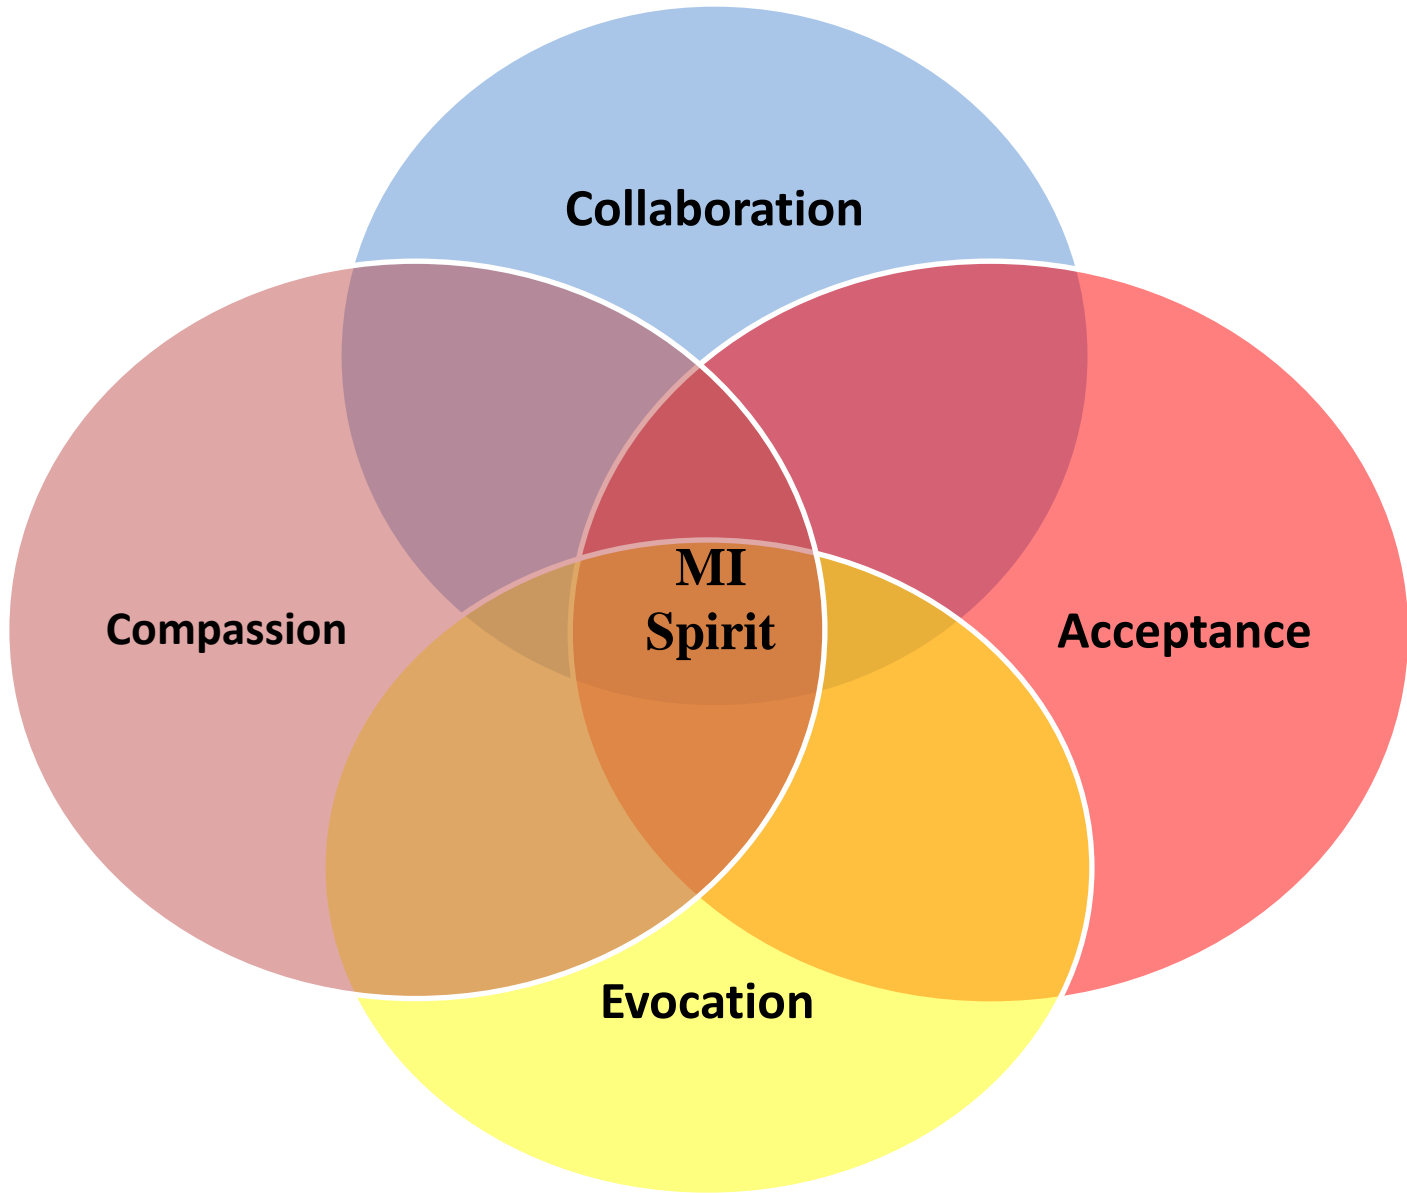 Collaboration
MI
Spirit
Compassion
Acceptance
Evocation